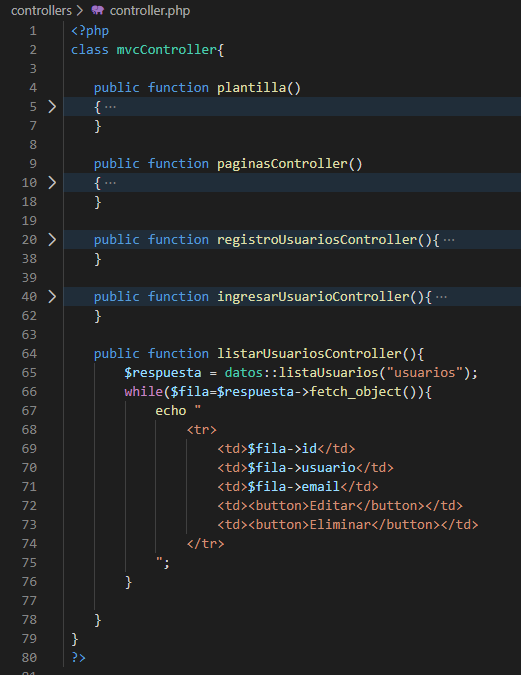 controllers > controller.php
1 <?php
2 class mvcController{
3
4 public function plantilla()
5 > {···
7 }
8
9 public function paginasController()
10 > {···
18 }
19
20 > public function registroUsuariosController(){···
38 }
39
40 > public function ingresarUsuarioController(){···
62 }
63
64 public function listarUsuariosController(){
65 $respuesta = datos::listaUsuarios("usuarios");
66 while($fila=$respuesta->fetch_object()){
67 echo "
68 <tr>
69 <td>$fila->id</td>
70 <td>$fila->usuario</td>
71 <td>$fila->email</td>
72 <td><button>Editar</button></td>
73 <td><button>Eliminar</button></td>
74 </tr>
75 ";
76 }
77
78 }
79 }
80 ?>